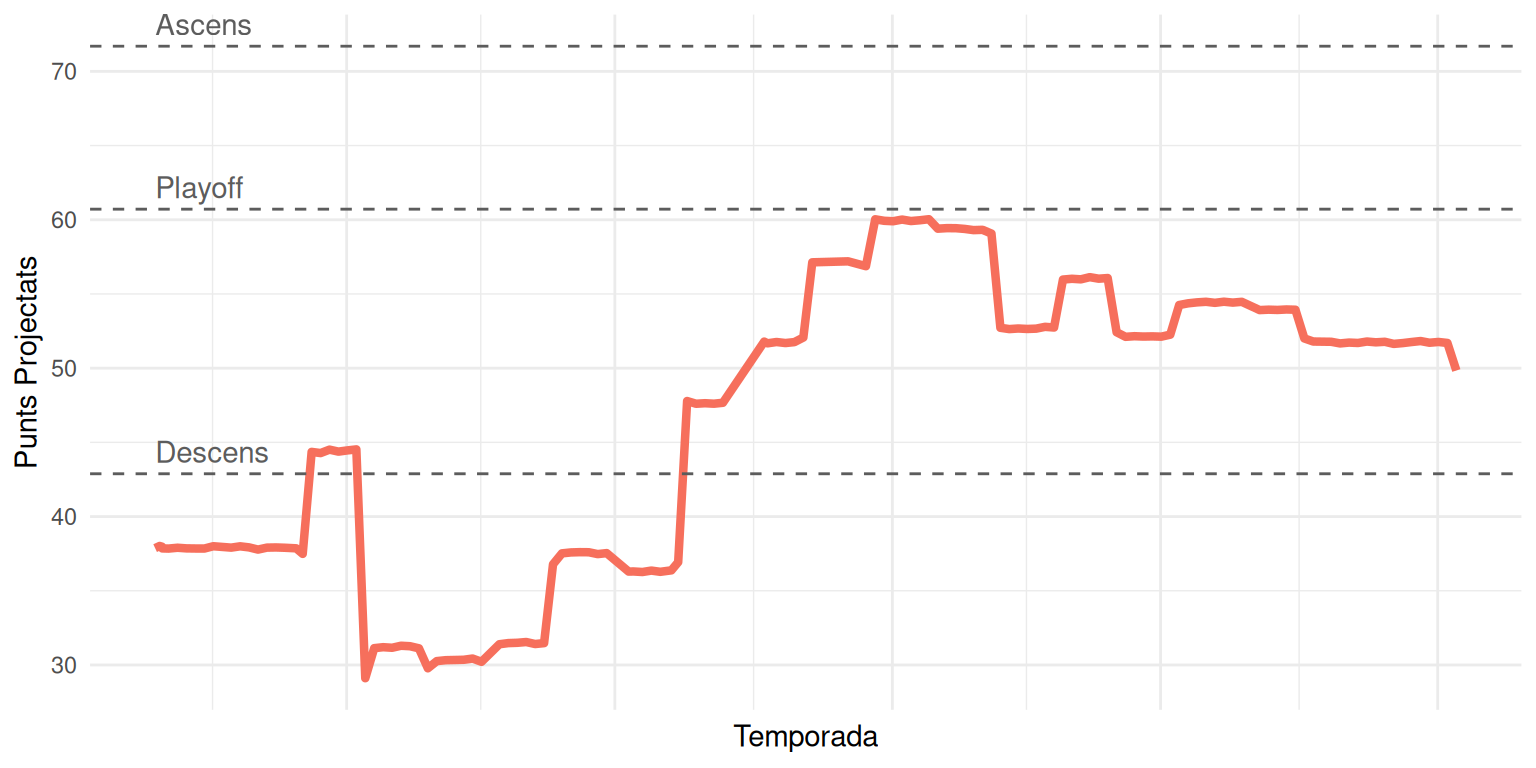 Ascens
70
Playoff
60
Punts Projectats
50
Descens
40
30
Temporada